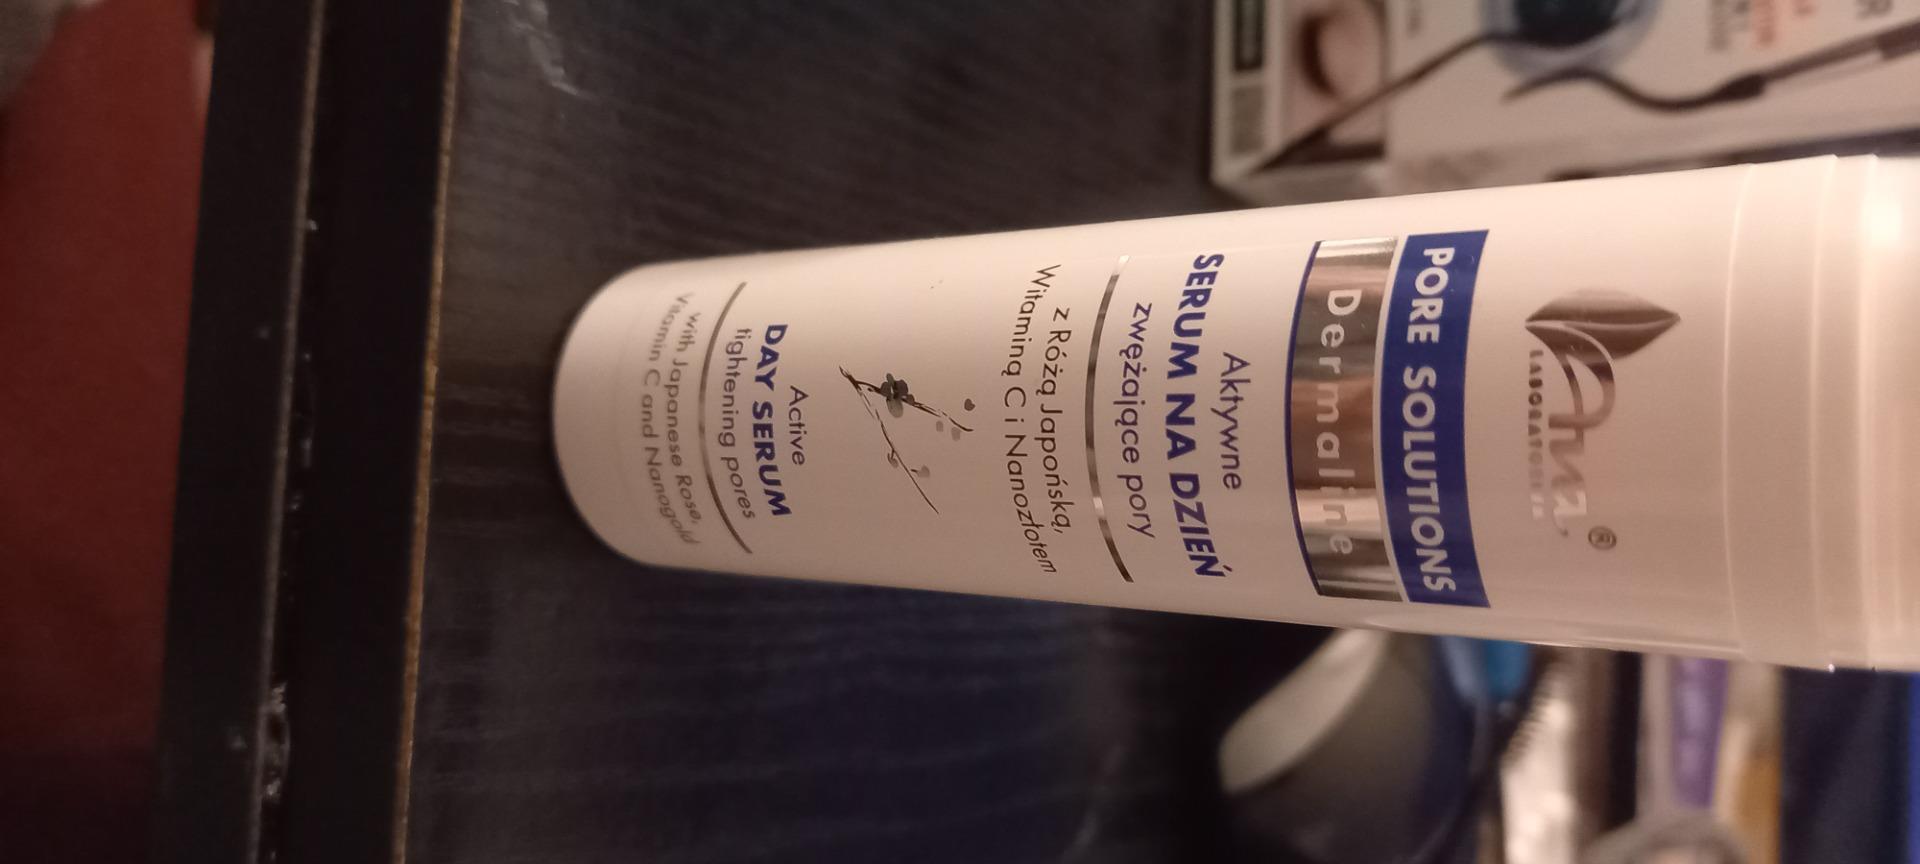 Ava®
LABORATORIUM
PORE SOLUTIONS
Dermaline
Aktywne
SERUM NA DZIEŃ
zwężające pory
z Różą Japońską,
Witaminą C i Nanozłotem
Active
DAY SERUM
tightening pores
with Japanese Rose,
Vitamin C and Nanogold